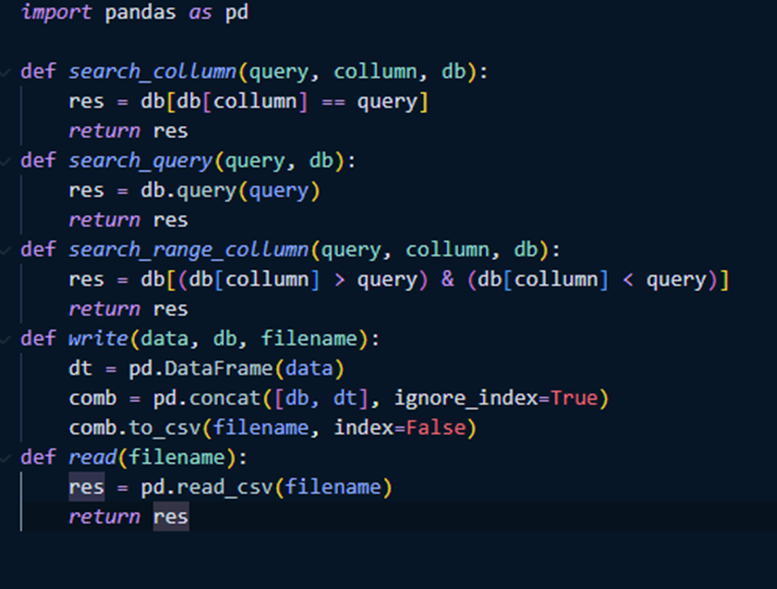 import pandas as pd
def search_collumn(query, collumn, db):
    res = db[db[collumn] == query]
    return res
def search_query(query, db):
    res = db.query(query)
    return res
def search_range_collumn(query, collumn, db):
    res = db[(db[collumn] > query) & (db[collumn] < query)]
    return res
def write(data, db, filename):
    dt = pd.DataFrame(data)
    comb = pd.concat([db, dt], ignore_index=True)
    comb.to_csv(filename, index=False)
def read(filename):
    res = pd.read_csv(filename)
    return res